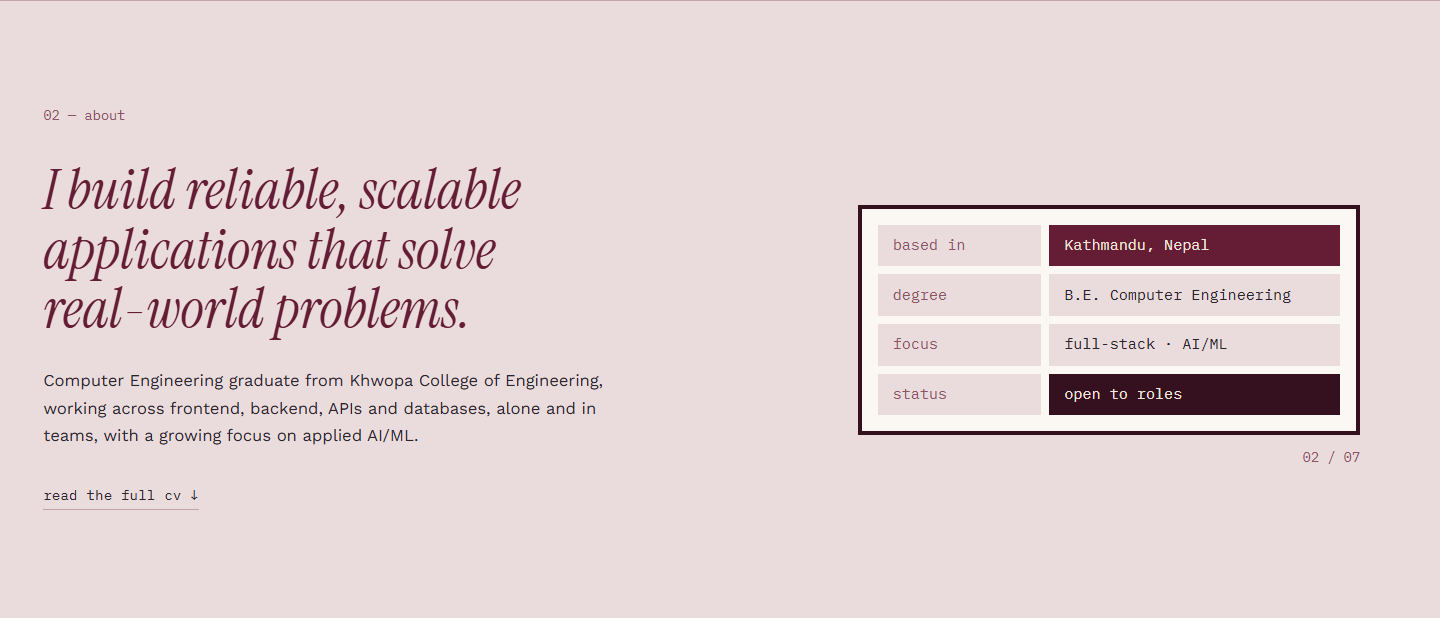 02 — about
I build reliable, scalable
applications that solve
real-world problems.
Computer Engineering graduate from Khwopa College of Engineering,
working across frontend, backend, APIs and databases, alone and in
teams, with a growing focus on applied AI/ML.
read the full cv ↓
based in Kathmandu, Nepal
degree B.E. Computer Engineering
focus full-stack · AI/ML
status open to roles
02 / 07